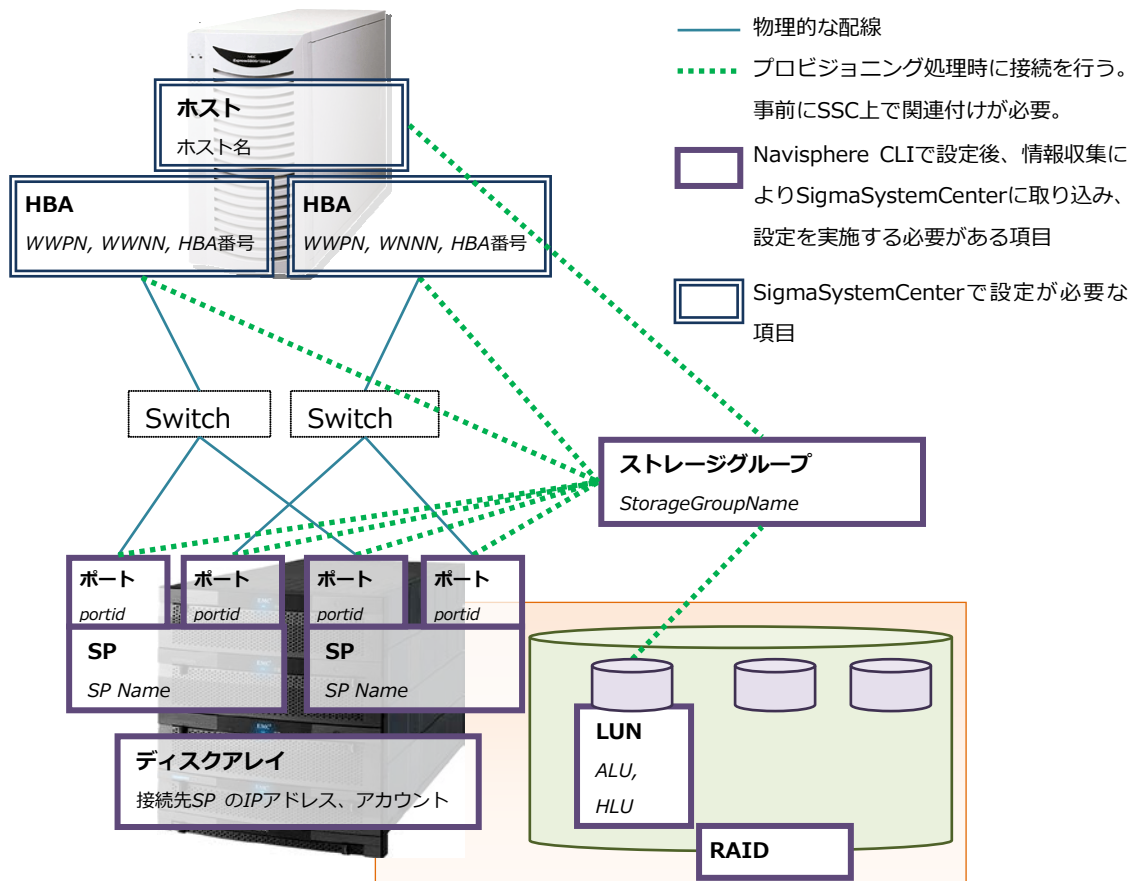 物理的な配線
プロビジョニング処理時に接続を行う。
事前にSSC上で関連付けが必要。
Navisphere CLIで設定後、情報収集に
よりSigmaSystemCenterに取り込み、
設定を実施する必要がある項目
SigmaSystemCenterで設定が必要な
項目
ホスト
ホスト名
HBA
WWPN, WWNN, HBA番号
HBA
WWPN, WNNN, HBA番号
Switch
Switch
ストレージグループ
StorageGroupName
ポート
portid
ポート
portid
ポート
portid
ポート
portid
SP
SP Name
SP
SP Name
ディスクアレイ
接続先SP のIPアドレス、アカウント
LUN
ALU,
HLU
RAID